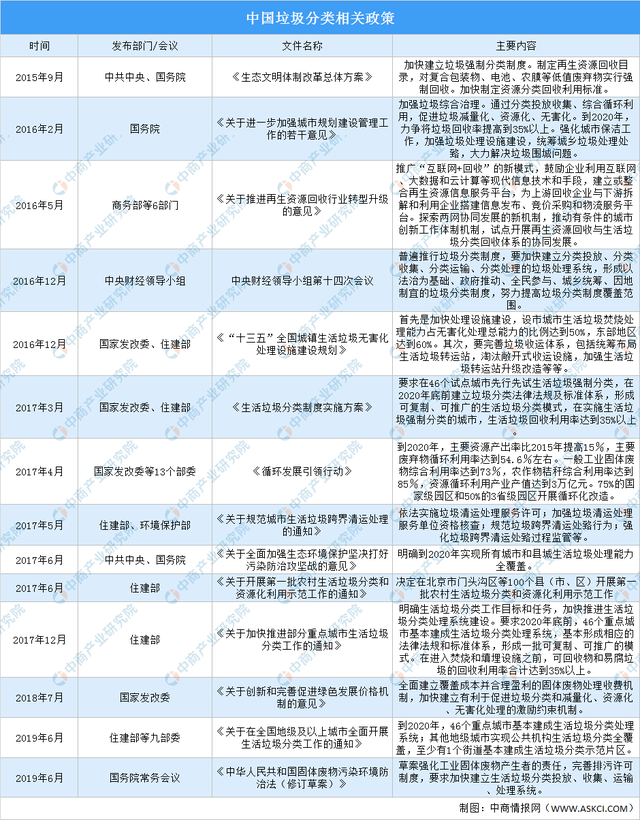 中国垃圾分类相关政策
时间 发布部门/会议 文件名称 主要内容
2015年9月 中共中央、国务院 《生态文明体制改革总体方案》
加快建立垃圾强制分类制度。制定再生资源回收目
录，对复合包装物、电池、农膜等低值废弃物实行强
制回收。加快制定资源分类回收利用标准。
2016年2月 国务院
《关于进一步加强城市规划建设管理工
作的若干意见》
加强垃圾综合治理。通过分类投放收集、综合循环利
用，促进垃圾减量化、资源化、无害化。到2020年，
力争将垃圾回收率提高到35%以上。强化城市保洁工
作，加强垃圾处理设施建设，统筹城乡垃圾处理处
臵，大力解决垃圾围城问题。
2016年5月 商务部等6部门
《关于推进再生资源回收行业转型升级
的意见》
推广“互联网+回收”的新模式，鼓励企业利用互联网
、大数据和云计算等现代信息技术和手段，建立或整
合再生资源信息服务平台，为上游回收企业与下游拆
解和利用企业搭建信息发布、竞价采购和物流服务平
台。探索两网协同发展的新机制，推动有条件的城市
创新工作体制机制，试点开展再生资源回收与生活垃
圾分类回收体系的协同发展。
2016年12月 中央财经领导小组 中央财经领导小组第十四次会议
普遍推行垃圾分类制度，要加快建立分类投放、分类
收集、分类运输、分类处理的垃圾处理系统，形成以
法治为基础、政府推动、全民参与、城乡统筹、因地
制宜的垃圾分类制度，努力提高垃圾分类制度覆盖范
围。
2016年12月 国家发改委、住建部
《“十三五”全国城镇生活垃圾无害化
处理设施建设规划》
首先是加快处理设施建设，设市城市生活垃圾焚烧处
理能力占无害化处理总能力的比例达到50%，东部地区
达到60%。其次，要完善垃圾收运体系，包括统筹布局
生活垃圾转运站，淘汰敞开式收运设施，加强生活垃
圾转运站升级改造等等。
2017年3月 国家发改委、住建部 《生活垃圾分类制度实施方案》
要求在46个试点城市先行先试生活垃圾强制分类，在
2020年底前建立垃圾分类法律法规及标准体系，形成
可复制、可推广的生活垃圾分类模式，在实施生活垃
圾强制分类的城市，生活垃圾回收利用率达到35%以上
。
2017年4月 国家发改委等13个部委 《循环发展引领行动》
到2020年，主要资源产出率比2015年提高15%，主要
废弃物循环利用率达到54.6%左右。一般工业固体废
物综合利用率达到73%，农作物秸秆综合利用率达到
85%，资源循环利用产业产值达到3万亿元。75%的国
家级园区和50%的3省级园区开展循环化改造。
2017年5月 住建部、环境保护部
《关于规范城市生活垃圾跨界清运处理
的通知》
依法实施垃圾清运处理服务许可；加强垃圾清运处理
服务单位资格核查；规范垃圾跨界处路行为；强
化垃圾跨界清运处路过程监管等。
2017年6月 中共中央、国务院
《关于全面加强生态环境保护坚决打好
污染防治攻坚战的意见》
明确到2020年实现所有城市和县城生活垃圾处理能力
全覆盖。
2017年6月 住建部
《关于开展第一批农村生活垃圾分类和
资源化利用示范工作的通知》
决定在北京市门头沟区等100个县（市、区）开展第一
批农村生活垃圾分类和资源化利用示范工作
2017年12月 住建部
《关于加快推进部分重点城市生活垃圾
分类工作的通知》
明确生活垃圾分类工作目标和任务，加快推进生活垃
圾分类处理系统建设。要求2020年底前，46个重点城
市基本建成生活垃圾分类处理系统，基本形成相应的
法律法规和标准体系，形成一批可复制、可推广的模
式。在进入焚烧和填埋设施之前，可回收物和易腐垃
圾的回收利用率合计达到35%以上。
2018年7月 国家发改委
《关于创新和完善促进绿色发展价格机
制的意见》
全面建立覆盖成本并合理盈利的固体废物处理收费机
制，加快建立有利于促进垃圾分类和减量化、资源化
、无害化处理的激励约束机制。
2019年6月 住建部等九部委
《关于在全国地级及以上城市全面开展
生活垃圾分类工作的通知》
到2020年，46个重点城市基本建成生活垃圾分类处理
系统；其他地级城市实现公共机构生活垃圾分类全覆
盖，至少有1个街道基本建成生活垃圾分类示范片区。
2019年6月 国务院常务会议
《中华人民共和国固体废物污染环境防
治法（修订草案）》
草案强化工业固体废物产生者的责任，完善排污许可
制度，要求加快建立生活垃圾分类投放、收集、运输
、处理系统。
制图：中商情报网（WWW.ASKCI.COM）